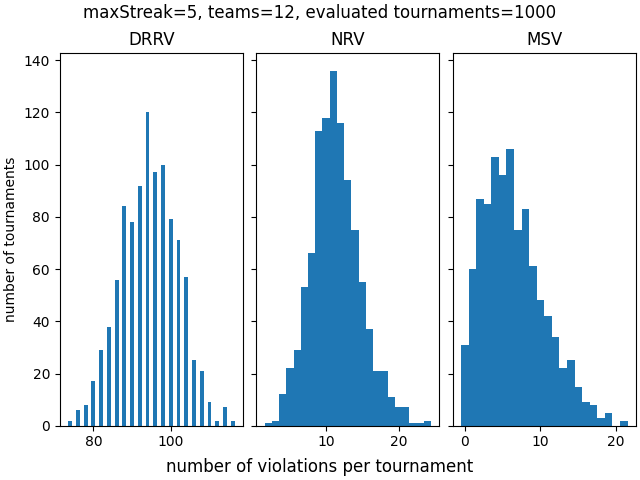 maxStreak=5, teams=12, evaluated tournaments=1000
DRRV NRV MSV
140
120
100
80
60
40
20
0
number of tournaments
80 100 10 20 0 10 20
number of violations per tournament